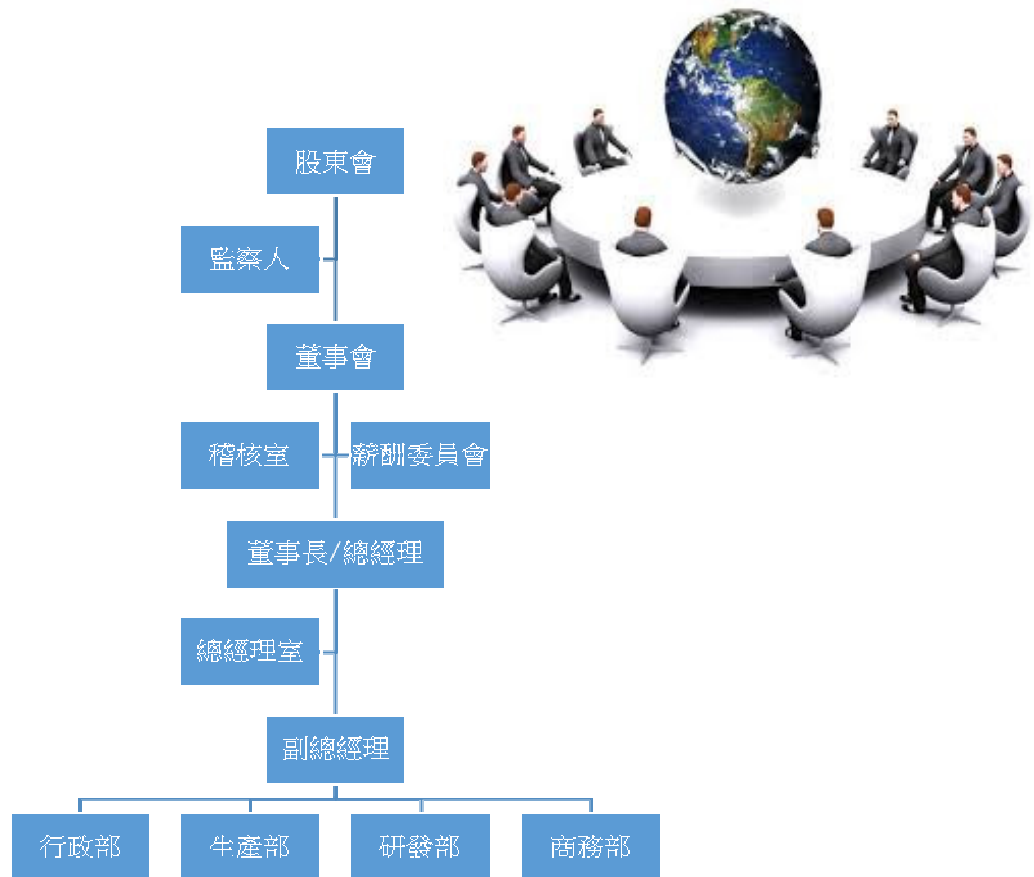 股東會
監察人
董事會
稽核室
薪酬委員會
董事長/總經理
總經理室
副總經理
行政部
生產部
研發部
商務部